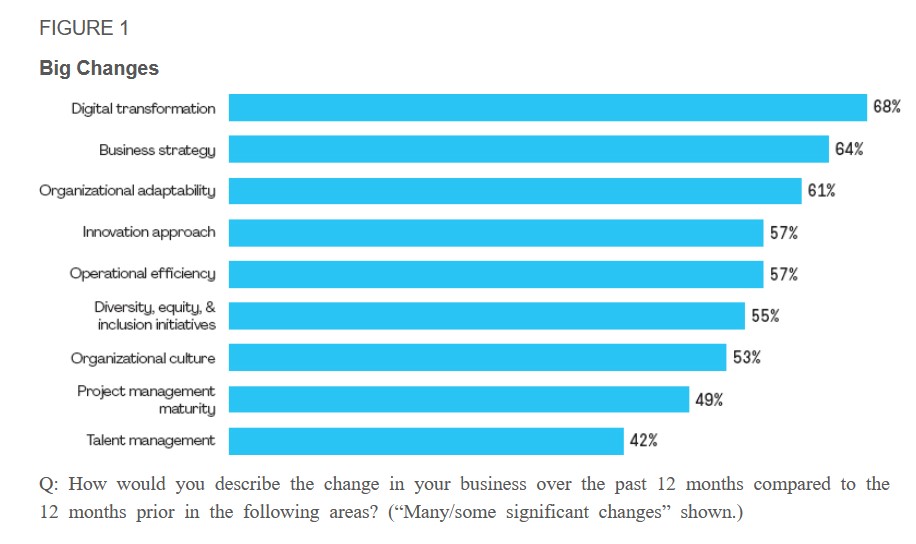 FIGURE 1
Big Changes
Digital transformation 68%
Business strategy 64%
Organizational adaptability 61%
Innovation approach 57%
Operational efficiency 57%
Diversity, equity, &
inclusion initiatives 55%
Organizational culture 53%
Project management
maturity 49%
Talent management 42%
Q: How would you describe the change in your business over the past 12 months compared to the
12 months prior in the following areas? (“Many/some significant changes” shown.)